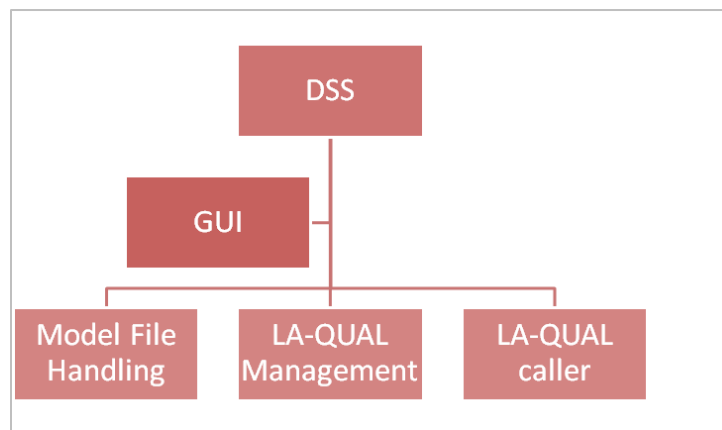 DSS
GUI
Model File
Handling
LA-QUAL
Management
LA-QUAL
caller